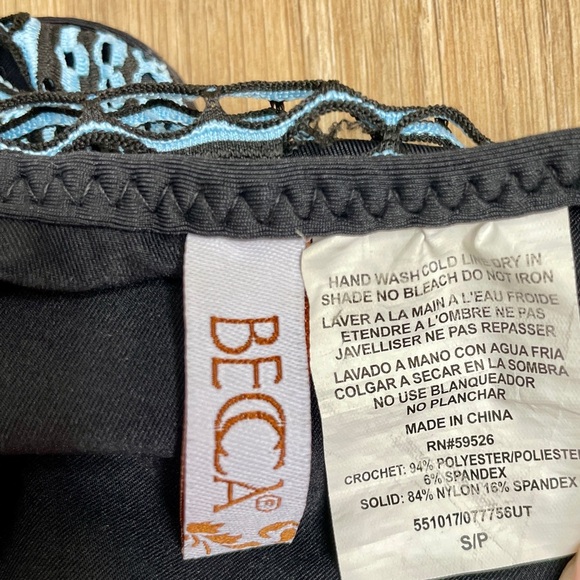 BECCA®
HAND WASH COLD LINE DRY IN
SHADE NO BLEACH DO NOT IRON
LAVER A LA MAIN A L'EAU FROIDE
ETENDRE A L'OMBRE NE PAS
JAVELLISER NE PAS REPASSER
LAVADO A MANO CON AGUA FRIA
COLGAR A SECAR EN LA SOMBRA
NO USE BLANQUEADOR
NO PLANCHAR
MADE IN CHINA
RN#59526
CROCHET: 94% POLYESTER/POLIESTER
6% SPANDEX
SOLID: 84% NYLON 16% SPANDEX
551017/077756UT
S/P